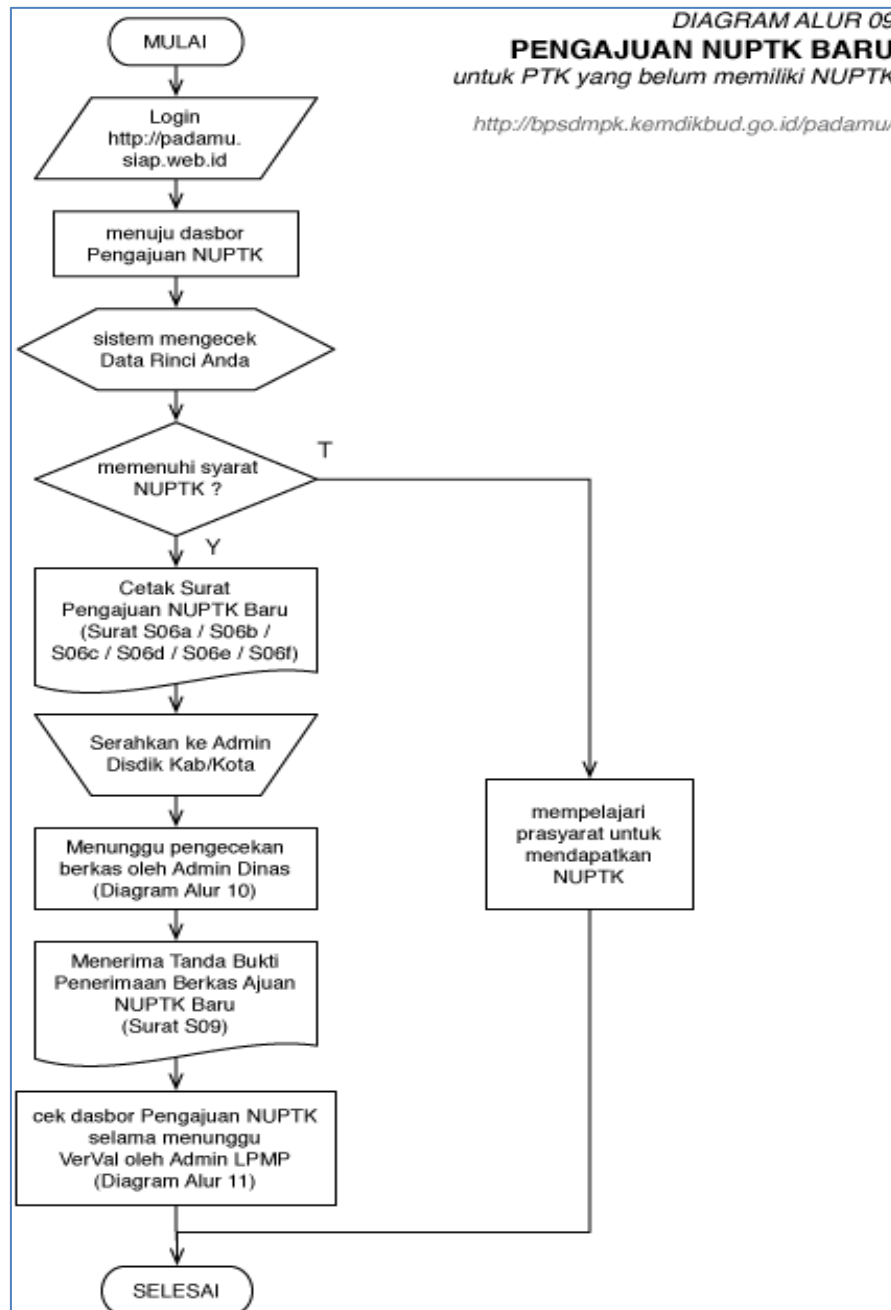 DIAGRAM ALUR 09
PENGAJUAN NUPTK BARU
untuk PTK yang belum memiliki NUPTK
http://bpsdmpk.kemdikbud.go.id/padamu/
MULAI
Login
http://padamu.
siap.web.id
menuju dasbor
Pengajuan NUPTK
sistem mengecek
Data Rinci Anda
memenuhi syarat
NUPTK ?
T
Y
Cetak Surat
Pengajuan NUPTK Baru
(Surat S06a / S06b /
S06c / S06d / S06e / S06f)
Serahkan ke Admin
Disdik Kab/Kota
Menunggu pengecekan
berkas oleh Admin Dinas
(Diagram Alur 10)
Menerima Tanda Bukti
Penerimaan Berkas Ajuan
NUPTK Baru
(Surat S09)
cek dasbor Pengajuan NUPTK
selama menunggu
VerVal oleh Admin LPMP
(Diagram Alur 11)
mempelajari
prasyarat untuk
mendapatkan
NUPTK
SELESAI